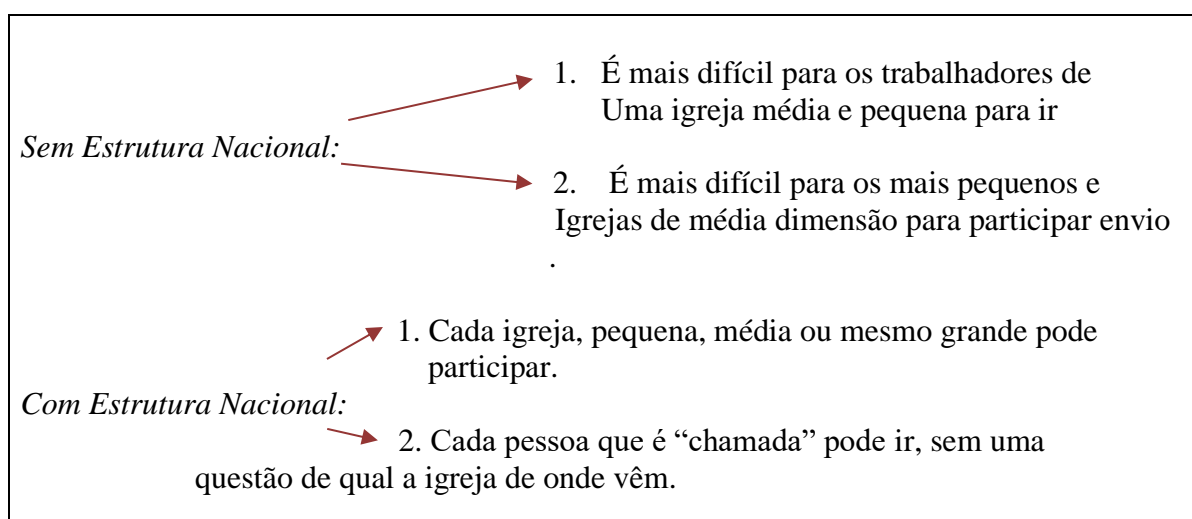 1. É mais difícil para os trabalhadores de
Uma igreja média e pequena para ir
Sem Estrutura Nacional:
2. É mais difícil para os mais pequenos e
Igrejas de média dimensão para participar envio
.
1. Cada igreja, pequena, média ou mesmo grande pode
participar.
Com Estrutura Nacional:
2. Cada pessoa que é “chamada” pode ir, sem uma
questão de qual a igreja de onde vêm.